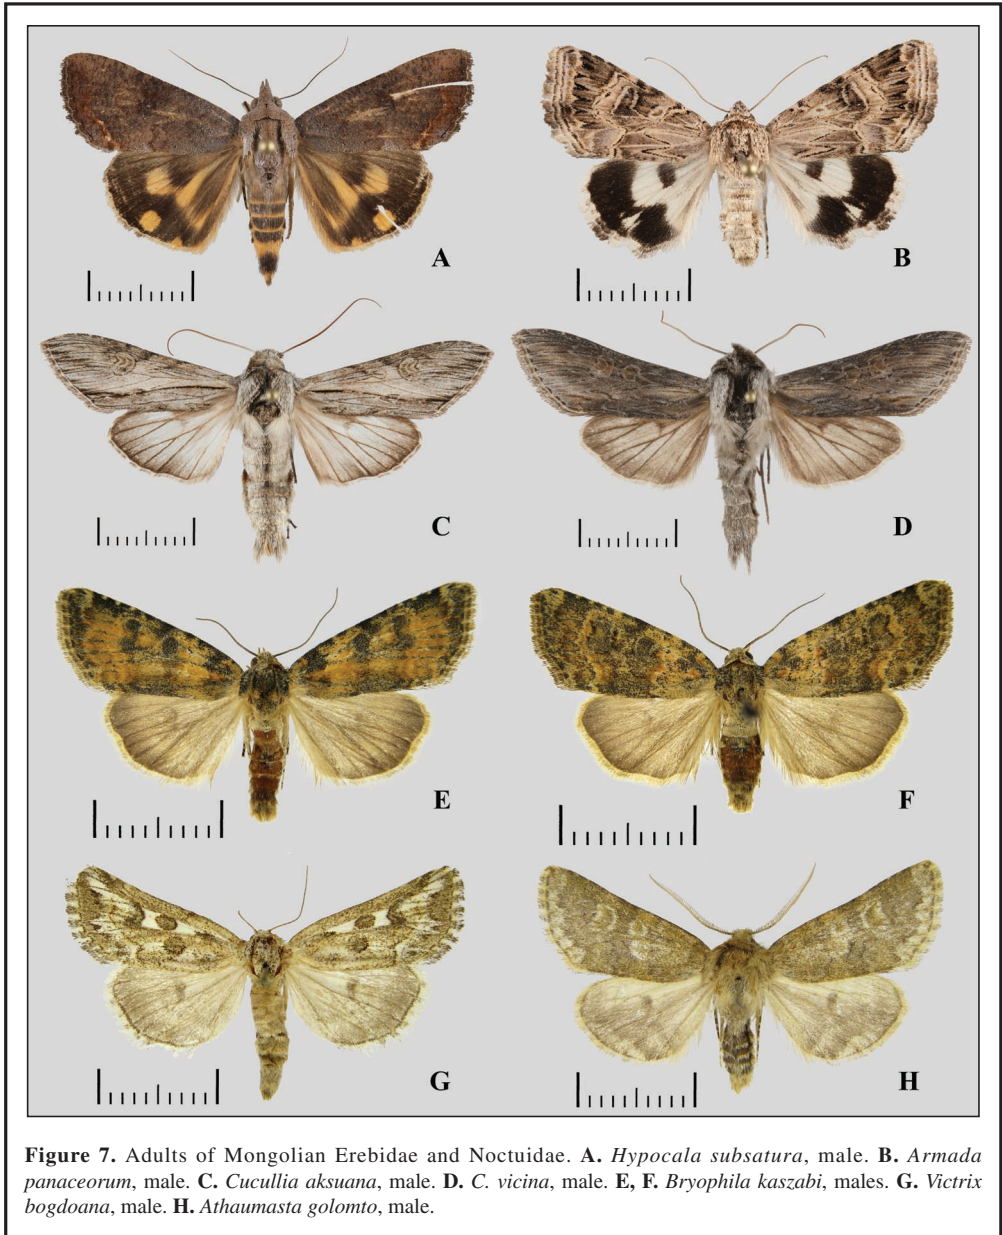 A
B
C
D
E
F
G
H
Figure 7. Adults of Mongolian Erebidae and Noctuidae. A. Hypocala subsatura, male. B. Armada
panaceorum, male. C. Cucullia aksuana, male. D. C. vicina, male. E, F. Bryophila kaszabi, males. G. Victrix
bogdoana, male. H. Athaumasta golomto, male.